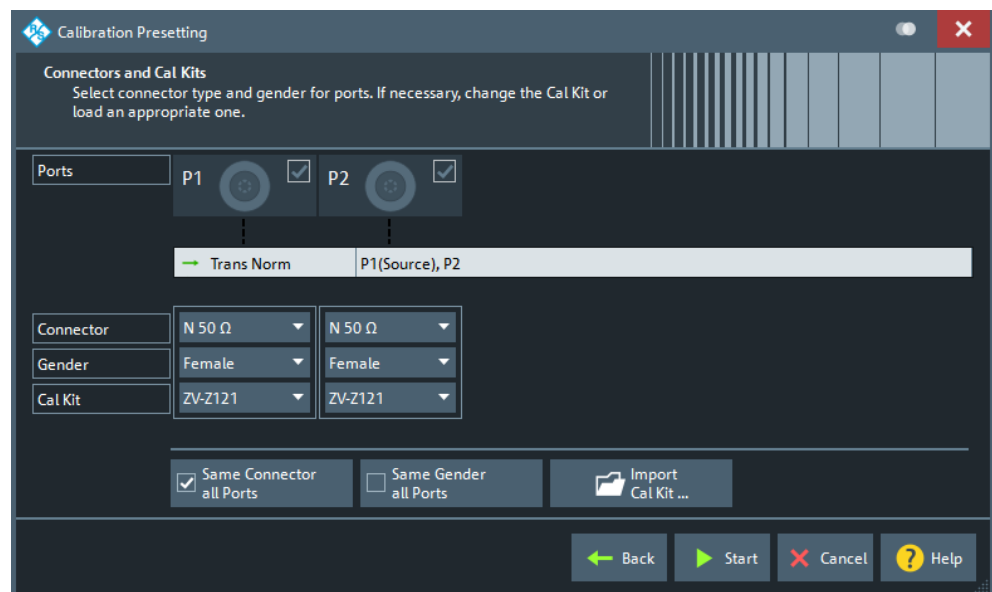 Calibration Presetting
Connectors and Cal Kits
Select connector type and gender for ports. If necessary, change the Cal Kit or
load an appropriate one.
Ports
P1
P2
Trans Norm
P1(Source), P2
Connector
N 50 Ω
N 50 Ω
Gender
Female
Female
Cal Kit
ZV-Z121
ZV-Z121
Same Connector
all Ports
Same Gender
all Ports
Import
Cal Kit ...
Back
Start
Cancel
? Help